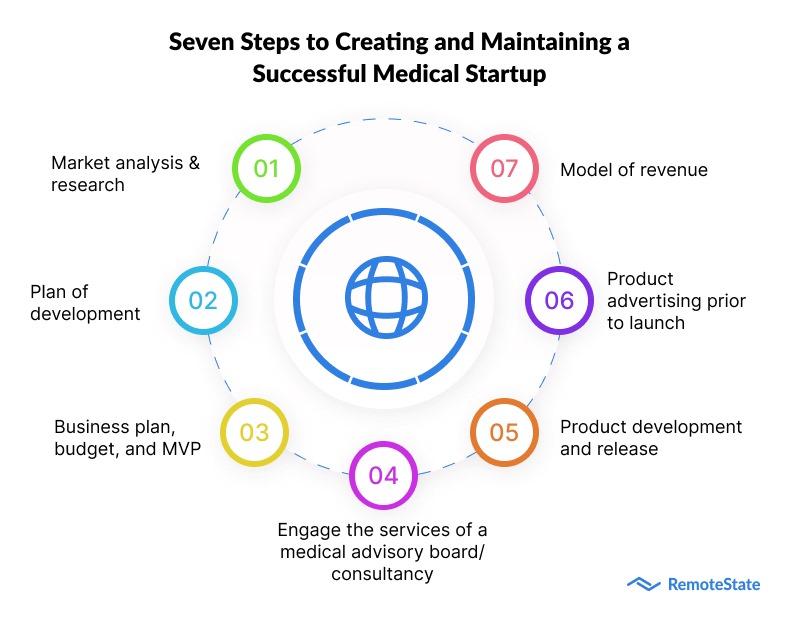 Seven Steps to Creating and Maintaining a
Successful Medical Startup
01
Market analysis &
research
02
Plan of
development
03
Business plan,
budget, and MVP
04
Engage the services of a
medical advisory board/
consultancy
05
Product development
and release
06
Product
advertising prior
to launch
07
Model of revenue
RemoteState